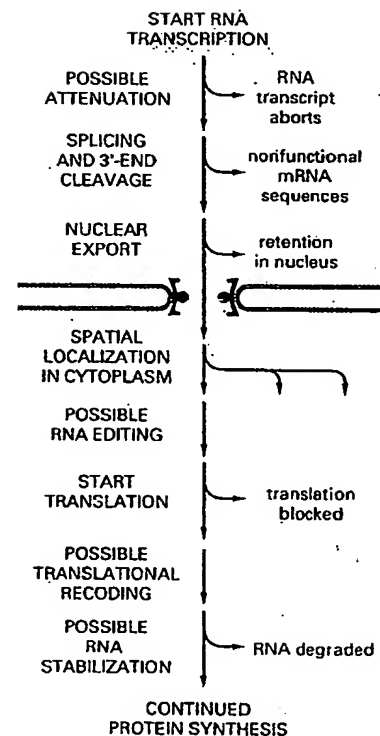 START RNA
TRANSCRIPTION
POSSIBLE
ATTENUATION
RNA
transcript
aborts
SPLICING
AND 3'-END
CLEAVAGE
nonfunctional
mRNA
sequences
NUCLEAR
EXPORT
retention
in nucleus
SPATIAL
LOCALIZATION
IN CYTOPLASM
POSSIBLE
RNA EDITING
START
TRANSLATION
translation
blocked
POSSIBLE
TRANSLATIONAL
RECODING
POSSIBLE
RNA
STABILIZATION
RNA degraded
CONTINUED
PROTEIN SYNTHESIS